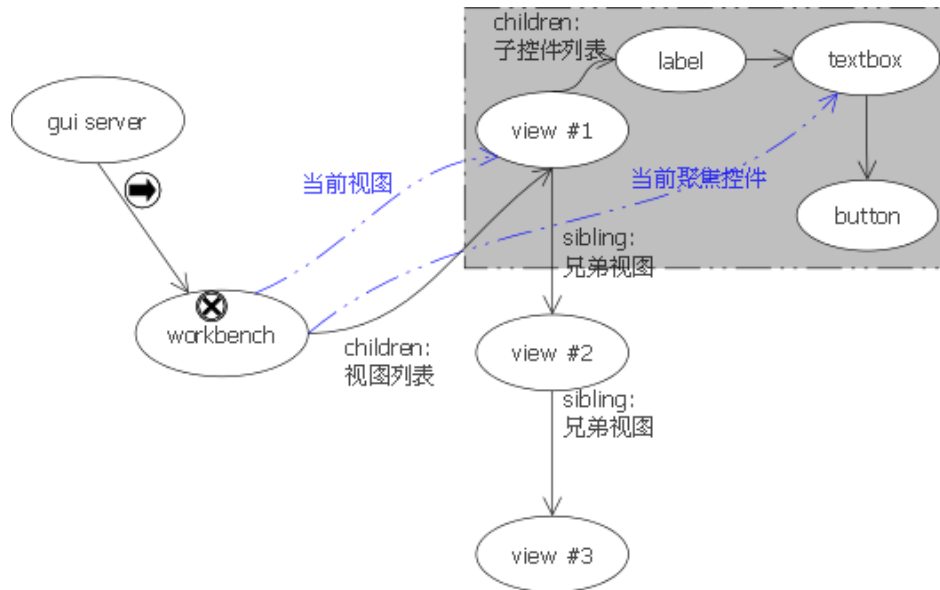 children:
子控件列表
label
textbox
gui server
view #1
当前视图
当前聚焦控件
button
sibling:
兄弟视图
workbench
children:
视图列表
view #2
sibling:
兄弟视图
view #3